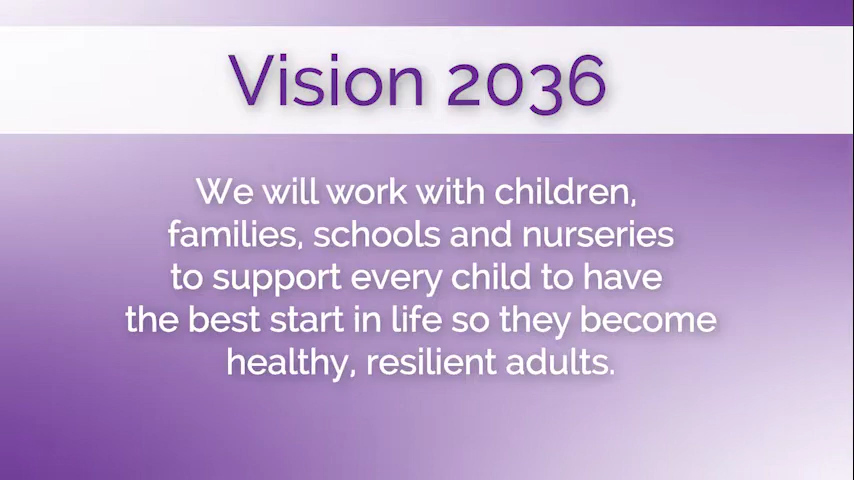 Vision 2036
We will work with children,
families, schools and nurseries
to support every child to have
the best start in life so they become
healthy, resilient adults.